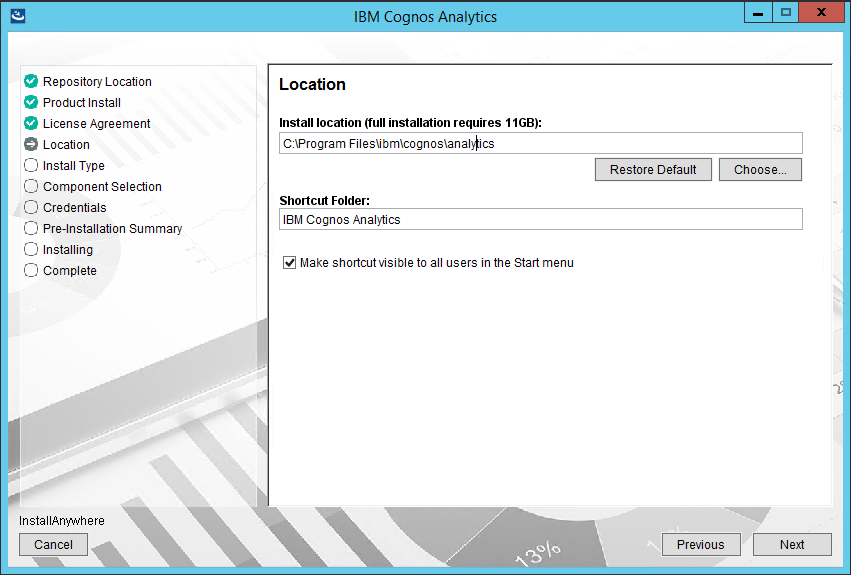 IBM Cognos Analytics
Repository Location
Product Install
License Agreement
Location
Install Type
Component Selection
Credentials
Pre-Installation Summary
Installing
Complete
Location
Install location (full installation requires 11GB):
C:\Program Files\ibm\cognos\analytics
Restore Default
Choose...
Shortcut Folder:
IBM Cognos Analytics
Make shortcut visible to all users in the Start menu
InstallAnywhere
Cancel
Previous
Next
13%